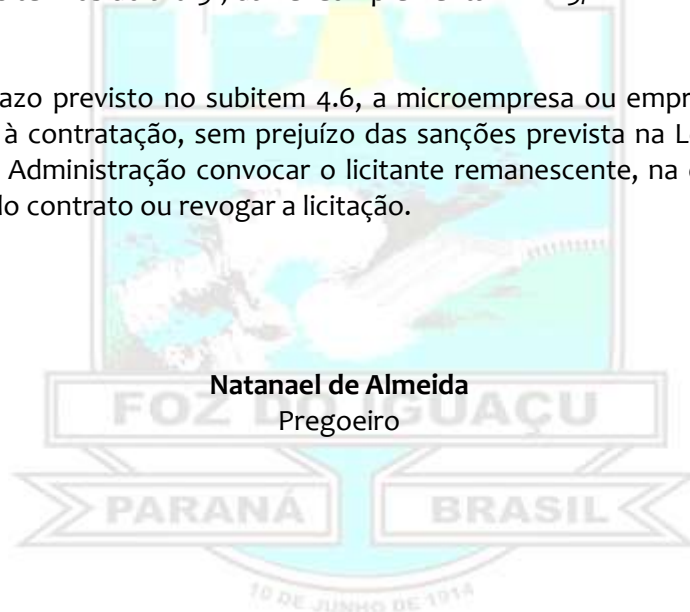 azo previsto no subitem 4.6, a microempresa ou empr
à contratação, sem prejuízo das sanções prevista na L
Administração convocar o licitante remanescente, na
do contrato ou revogar a licitação.
Natanael de Almeida
Pregoeiro
FOZ DO IGUAÇU
PARANÁ BRASIL
10 DE JUNHO DE 1914